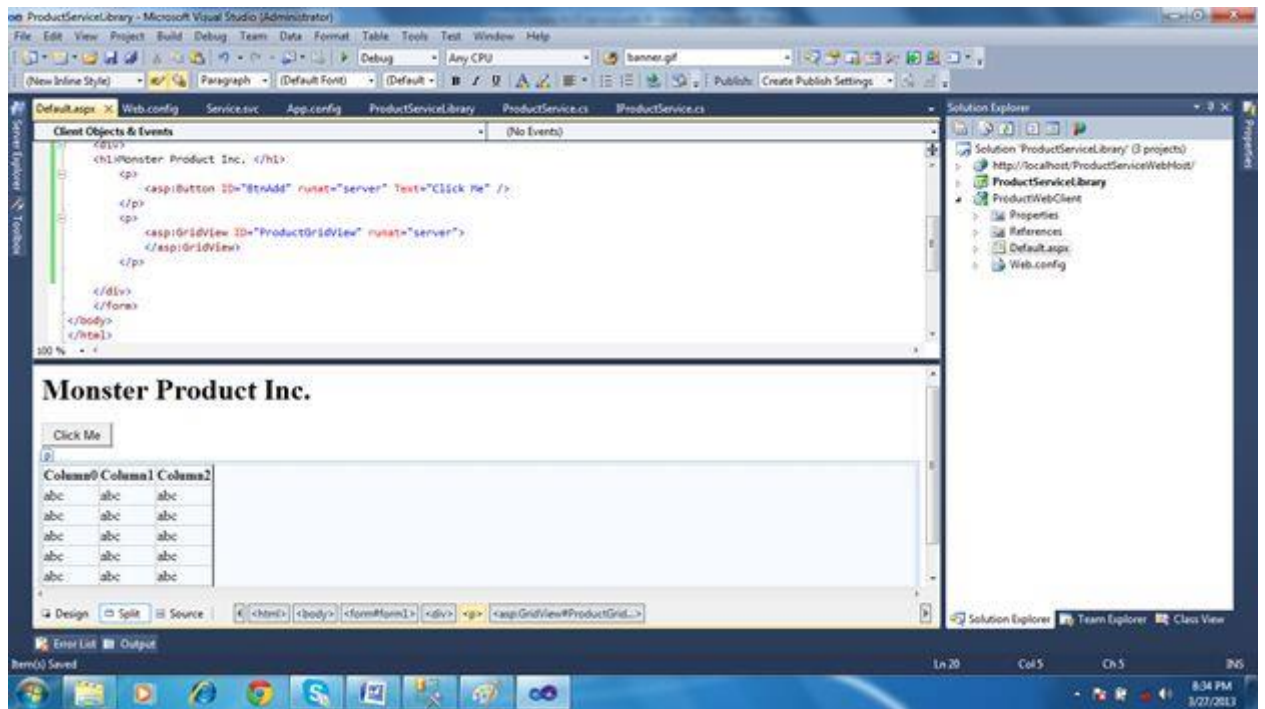 ProductServiceLibrary - Microsoft Visual Studio (Administrator)
File Edit View Project Build Debug Team Data Format Table Tools Test Window Help
Debug Any CPU banner.gif
(New Inline Style) Paragraph (Default Font) (Default B I U A Publish: Create Publish Settings
Default.aspx Web.config Service.svc App.config ProductServiceLibrary ProductService.cs IProductService.cs
Client Objects & Events (No Events)
<div>
<h1>Monster Product Inc. </h1>
<p>
<asp:Button ID="BtnAdd" runat="server" Text="Click Me" />
</p>
<p>
<asp:GridView ID="ProductGridView" runat="server">
</asp:GridView>
</p>
</div>
</form>
</body>
</html>
100 %
Monster Product Inc.
Click Me
p
Column0 Column1 Column2
abc abc abc
abc abc abc
abc abc abc
abc abc abc
abc abc abc
Design Split Source <html> <body> <form#form1> <div> <p> <asp:GridView#ProductGrid...>
Server Explorer
Toolbox
Solution Explorer
Solution 'ProductServiceLibrary' (3 projects)
http://localhost/ProductServiceWebHost/
ProductServiceLibrary
ProductWebClient
Properties
References
Default.aspx
Web.config
Solution Explorer Team Explorer Class View
Properties
Error List Output
Item(s) Saved Ln 20 Col 5 Ch 5 INS
8:34 PM
3/27/2013